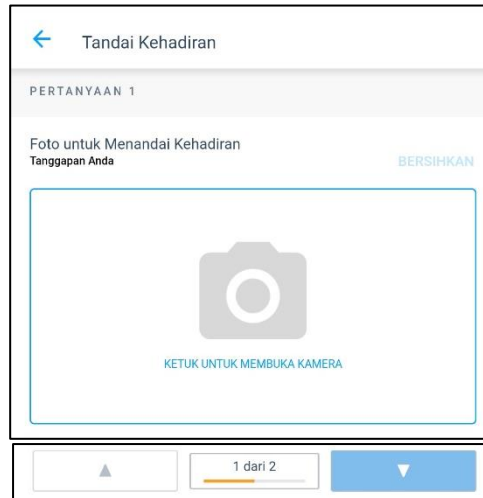 Tandai Kehadiran
PERTANYAAN 1
Foto untuk Menandai Kehadiran
Tanggapan Anda
BERSIHKAN
KETUK UNTUK MEMBUKA KAMERA
1 dari 2